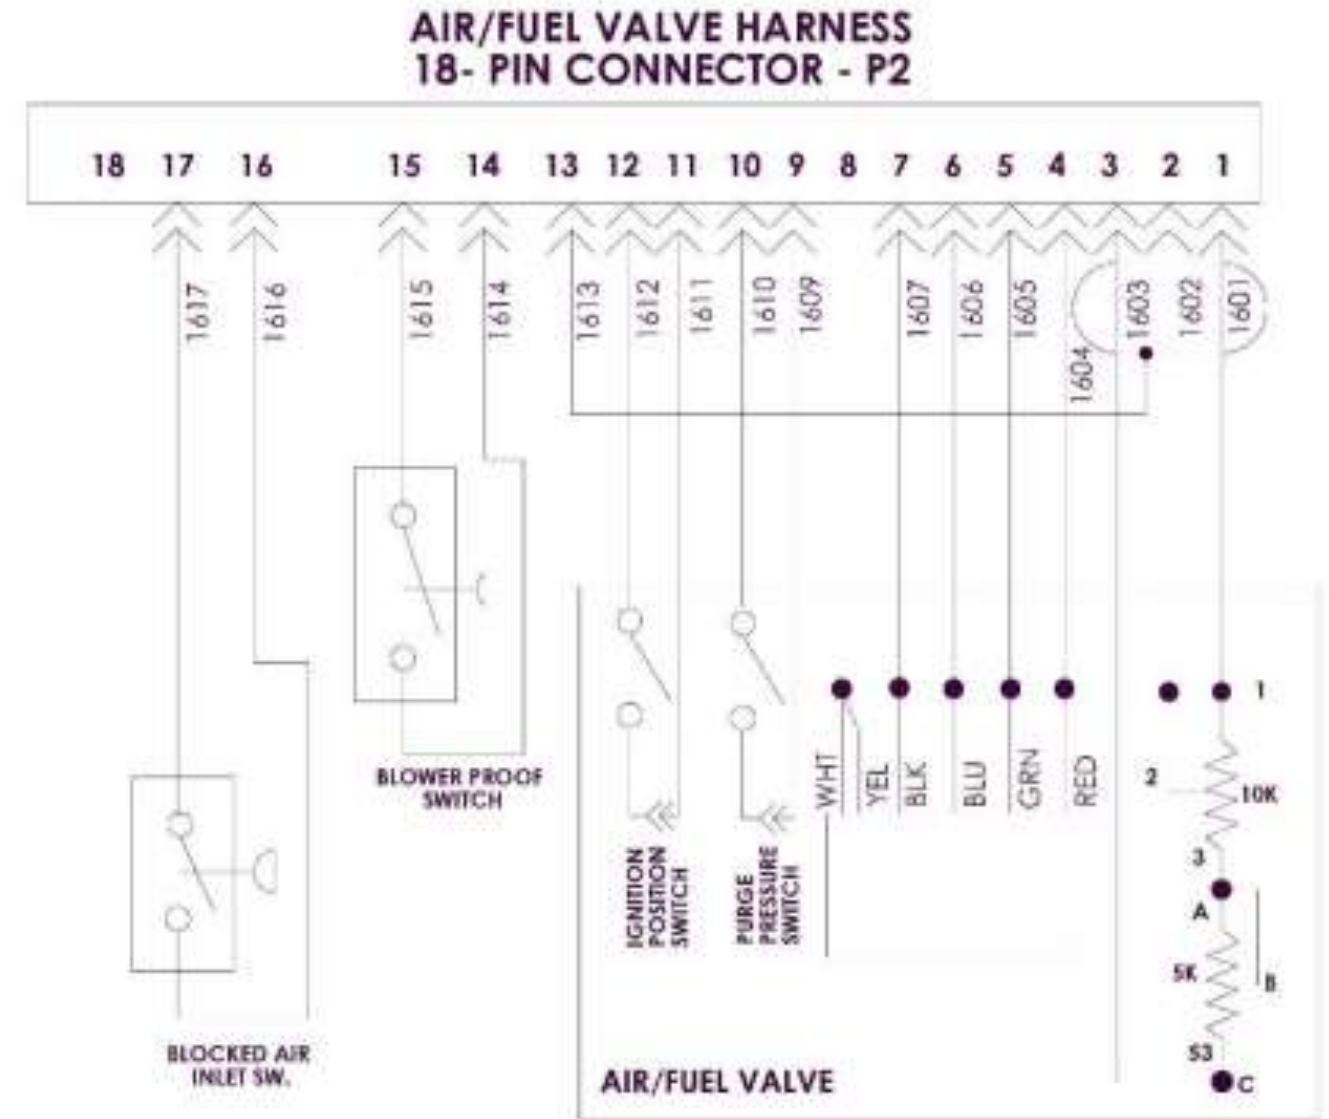 AIR/FUEL VALVE HARNESS
18- PIN CONNECTOR - P2
18 17 16 15 14 13 12 11 10 9 8 7 6 5 4 3 2 1
1617 1616 1615 1614 1613 1612 1611 1610 1609 1607 1606 1605 1604 1603 1602 1601
1
WHT YEL BLK BLU GRN RED
2
10K
BLOWER PROOF
SWITCH
3
A
IGNITION
POSITION
SWITCH
PURGE
PRESSURE
SWITCH
5K
B
S3
C
BLOCKED AIR
INLET SW.
AIR/FUEL VALVE